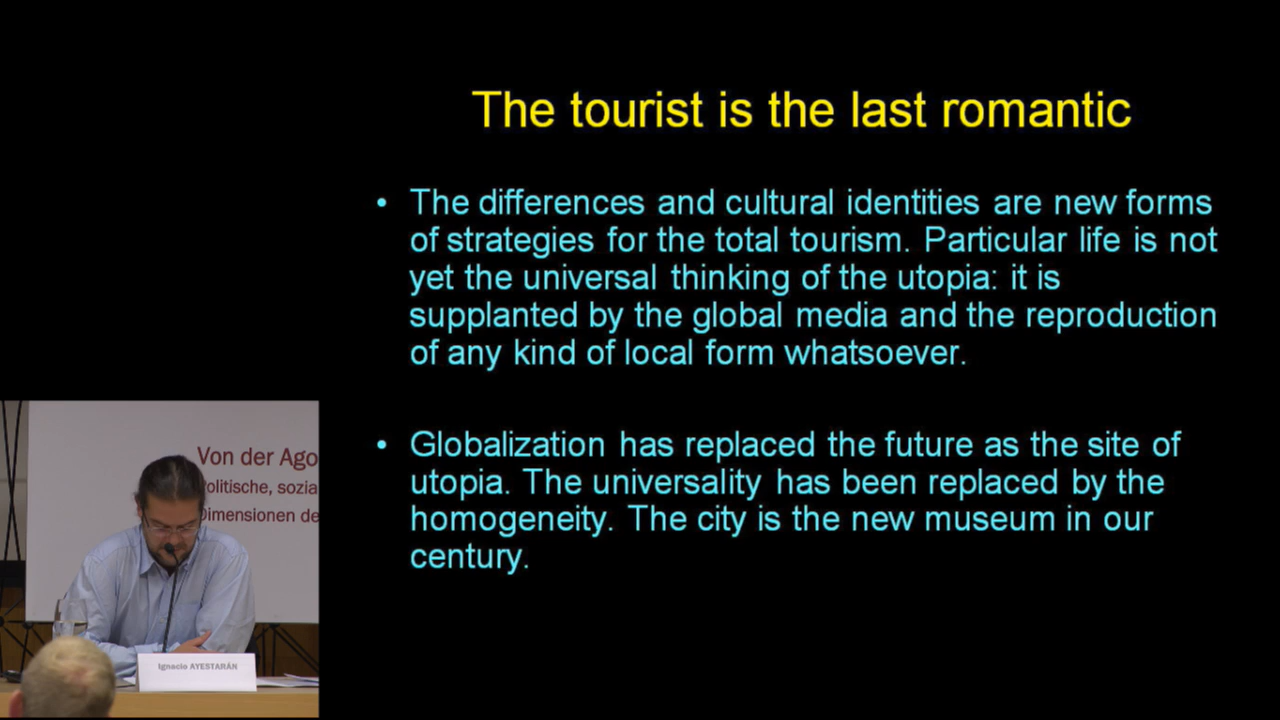 The tourist is the last romantic
• The differences and cultural identities are new forms
of strategies for the total tourism. Particular life is not
yet the universal thinking of the utopia: it is
supplanted by the global media and the reproduction
of any kind of local form whatsoever.
• Globalization has replaced the future as the site of
utopia. The universality has been replaced by the
homogeneity. The city is the new museum in our
century.
Von der Ago
olitische, sozia
Dimensionen de
Ignacio AYESTARÁN